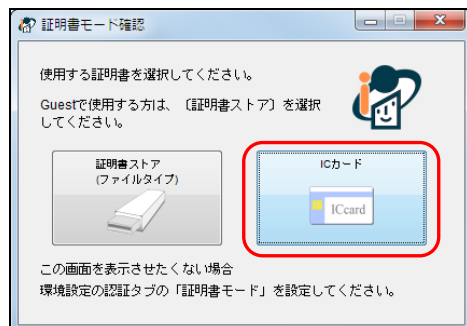 証明書モード確認
使用する証明書を選択してください。
Guestで使用する方は、〔証明書ストア〕を選択
してください。
証明書ストア
(ファイルタイプ)
ICカード
ICcard
この画面を表示させたくない場合
環境設定の認証タブの「証明書モード」を設定してください。